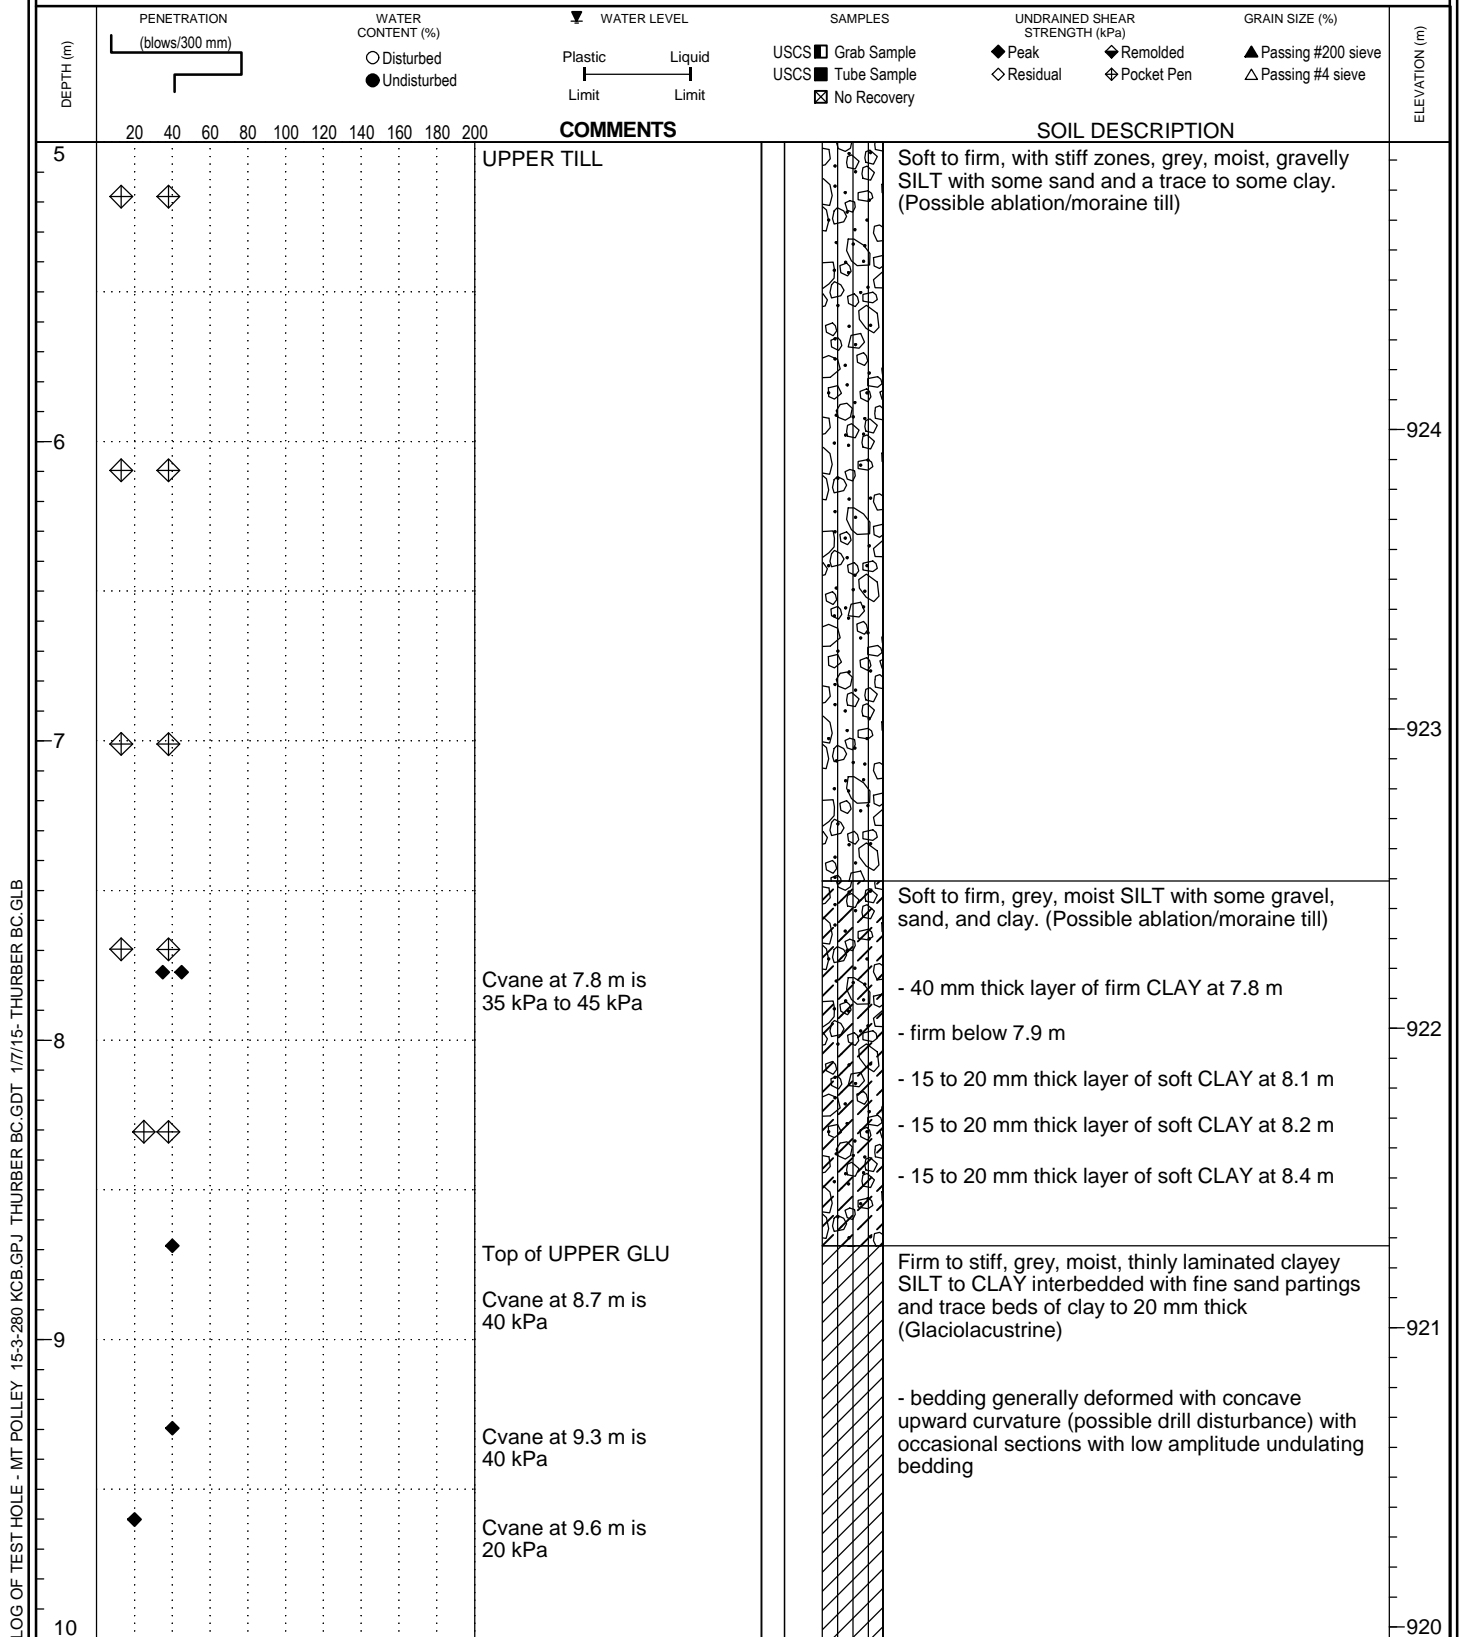 DEPTH (m)
PENETRATION
(blows/300 mm)
WATER
CONTENT (%)
Disturbed
Undisturbed
WATER LEVEL
Plastic Liquid
Limit Limit
SAMPLES
USCS Grab Sample
USCS Tube Sample
No Recovery
UNDRAINED SHEAR
STRENGTH (kPa)
Peak Remolded
Residual Pocket Pen
GRAIN SIZE (%)
Passing #200 sieve
Passing #4 sieve
ELEVATION (m)
20 40 60 80 100 120 140 160 180 200
COMMENTS
SOIL DESCRIPTION
5
6
7
8
9
10
UPPER TILL
Cvane at 7.8 m is
35 kPa to 45 kPa
Top of UPPER GLU
Cvane at 8.7 m is
40 kPa
Cvane at 9.3 m is
40 kPa
Cvane at 9.6 m is
20 kPa
Soft to firm, with stiff zones, grey, moist, gravelly
SILT with some sand and a trace to some clay.
(Possible ablation/moraine till)
Soft to firm, grey, moist SILT with some gravel,
sand, and clay. (Possible ablation/moraine till)
- 40 mm thick layer of firm CLAY at 7.8 m
- firm below 7.9 m
- 15 to 20 mm thick layer of soft CLAY at 8.1 m
- 15 to 20 mm thick layer of soft CLAY at 8.2 m
- 15 to 20 mm thick layer of soft CLAY at 8.4 m
Firm to stiff, grey, moist, thinly laminated clayey
SILT to CLAY interbedded with fine sand partings
and trace beds of clay to 20 mm thick
(Glaciolacustrine)
- bedding generally deformed with concave
upward curvature (possible drill disturbance) with
occasional sections with low amplitude undulating
bedding
924
923
922
921
920
LOG OF TEST HOLE - MT POLLEY 15-3-280 KCB.GPJ THURBER BC.GDT 1/7/15- THURBER BC.GLB